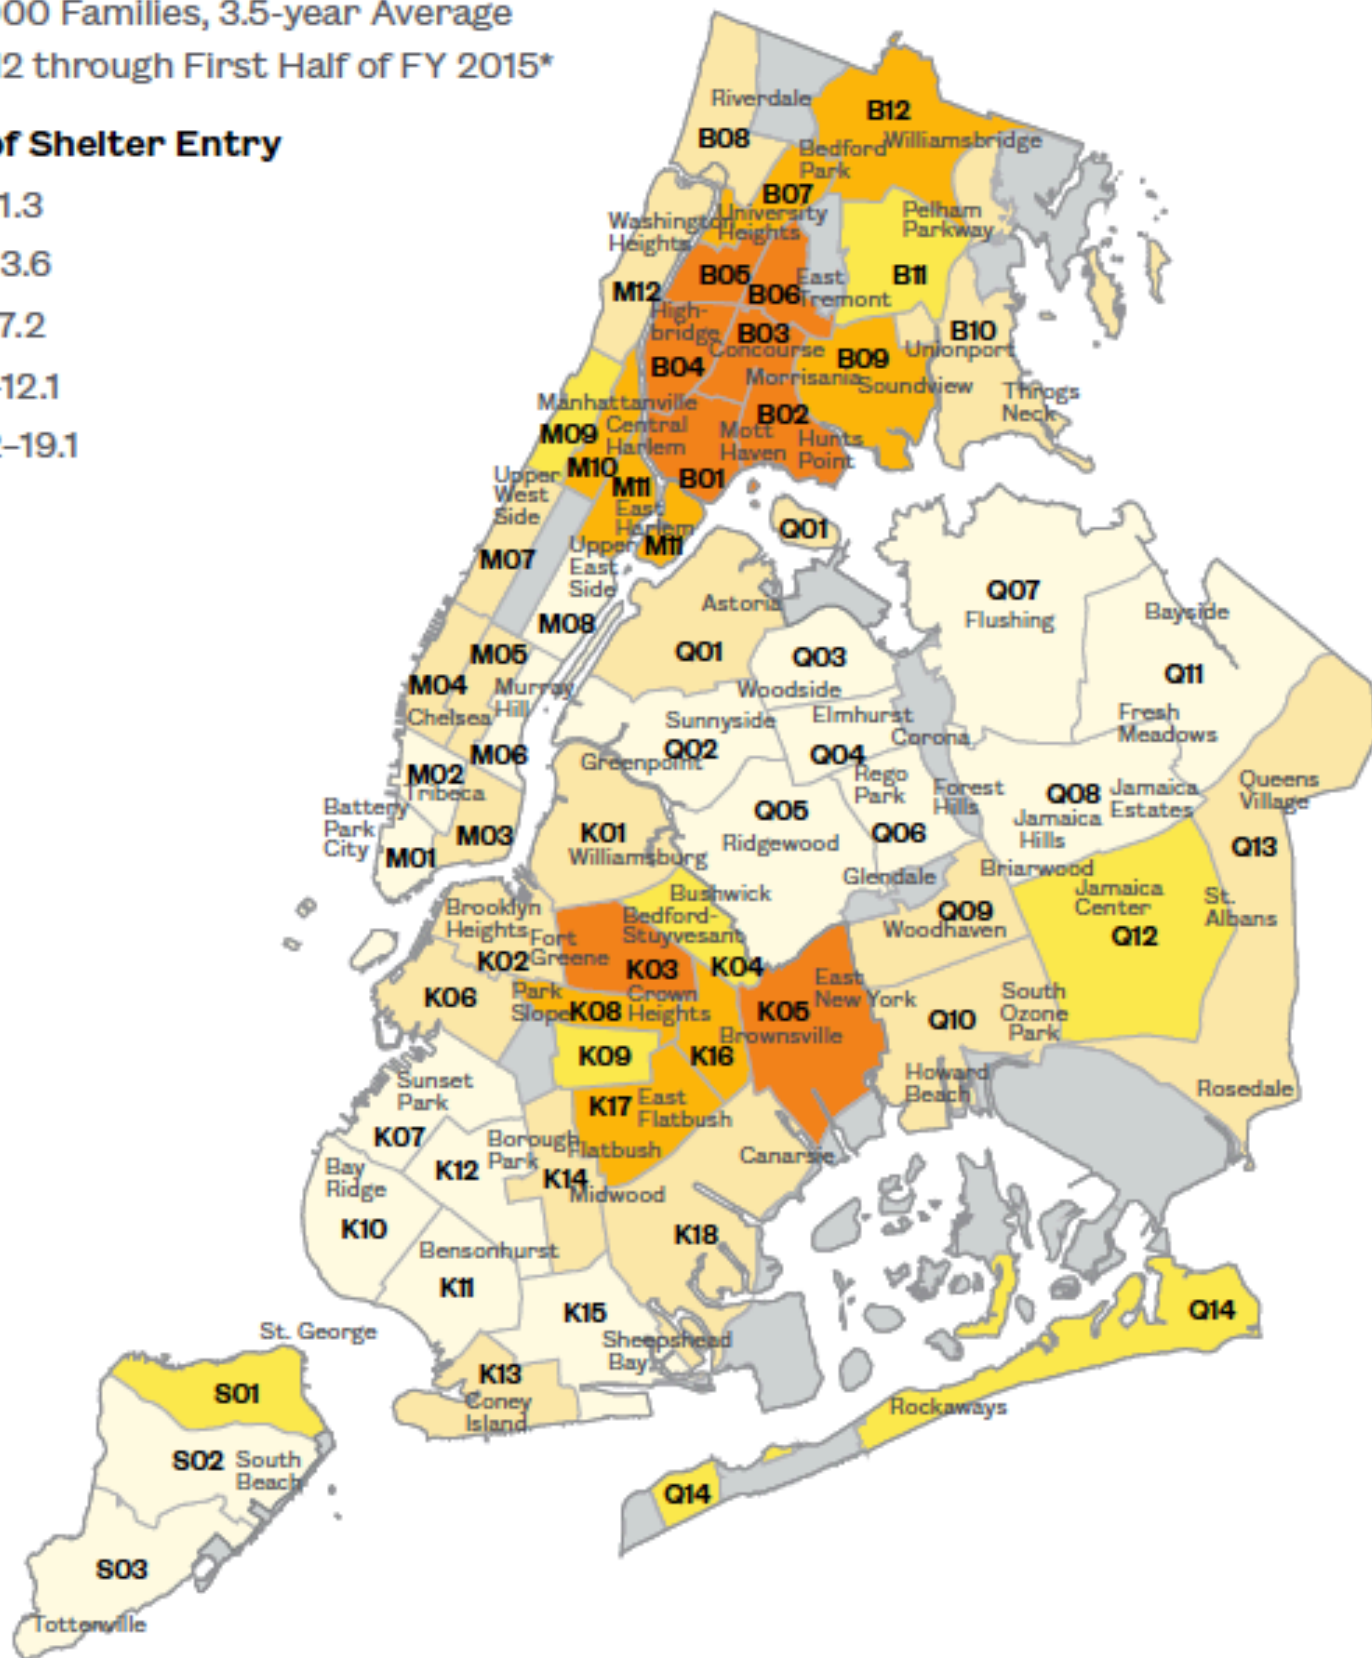 00 Families, 3.5-year Average
2 through First Half of FY 2015*
of Shelter Entry
1.3
3.6
7.2
12.1
–19.1
Riverdale
B08
B12
Williamsbridge
Bedford
Park
B07
University
Heights
Washington
Heights
M12
Pelham
Parkway
B11
B05
B06
East
Tremont
High-
bridge
B03
Concourse
B04
B09
B10
Unionport
Morrisania
Soundview
Throgs
Neck
Manhattanville
M09
Central
Harlem
M10
B02
Mott
Haven
Hunts
Point
B01
M11
East
Harlem
M11
Upper
West
Side
M07
Upper
East
Side
M08
Q01
Astoria
Q01
Q07
Flushing
Bayside
Q11
Fresh
Meadows
M05
M04
Chelsea
Murray
Hill
M06
Q03
Woodside
Sunnyside
Q02
Greenpoint
Elmhurst
Q04
Corona
Rego
Park
Forest
Hills
Q06
Q08
Jamaica
Hills
Jamaica
Estates
Queens
Village
Q13
M02
Tribeca
Battery
Park
City
M01
M03
K01
Williamsburg
Q05
Ridgewood
Glendale
Briarwood
Bushwick
Jamaica
Center
Q12
St.
Albans
Q09
Woodhaven
Brooklyn
Heights
Fort
Greene
K02
Bedford-
Stuyvesant
K03
K04
K06
Park
Slope
K08
Crown
Heights
K05
Brownsville
East
New York
Q10
South
Ozone
Park
Howard
Beach
Rosedale
K09
K16
K17
East
Flatbush
Flatbush
Sunset
Park
K07
K12
Borough
Park
K14
Midwood
Canarsie
Bay
Ridge
K10
Bensonhurst
K11
K18
K15
Sheepshead
Bay
K13
Coney
Island
Q14
Rockaways
Q14
St. George
S01
S02
South
Beach
S03
Tottenville